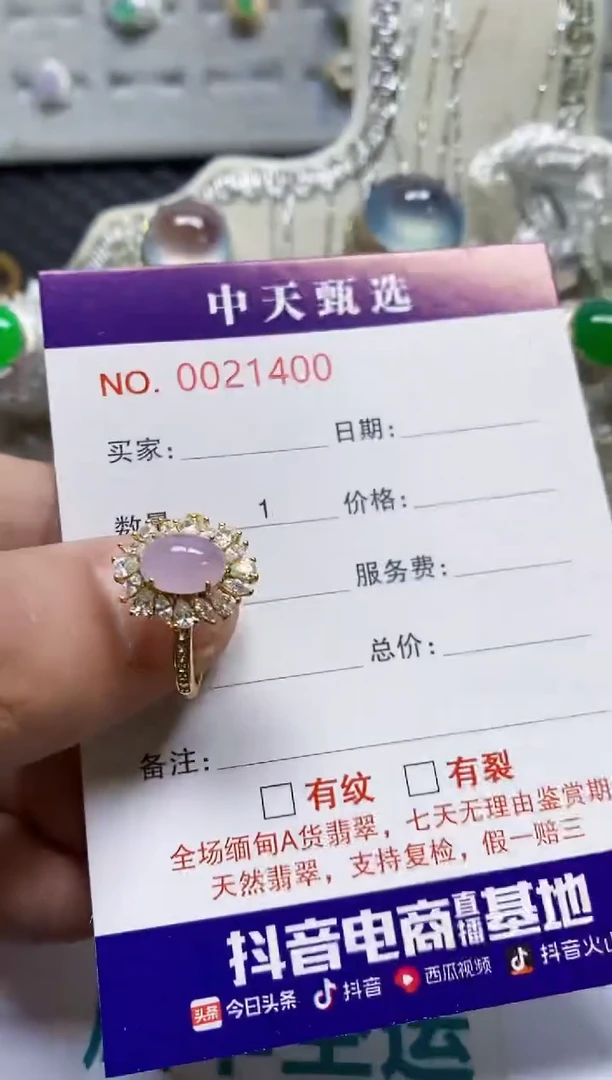 中天甄选
NO. 0021400
买家: 日期:
数量 1 价格:
服务费:
总价:
备注:
有纹 有裂
全场缅甸A货翡翠，七天无理由鉴赏期
天然翡翠，支持复检，假一赔三
抖音电商直播基地
头条 今日头条 抖音 西瓜视频 抖音火山